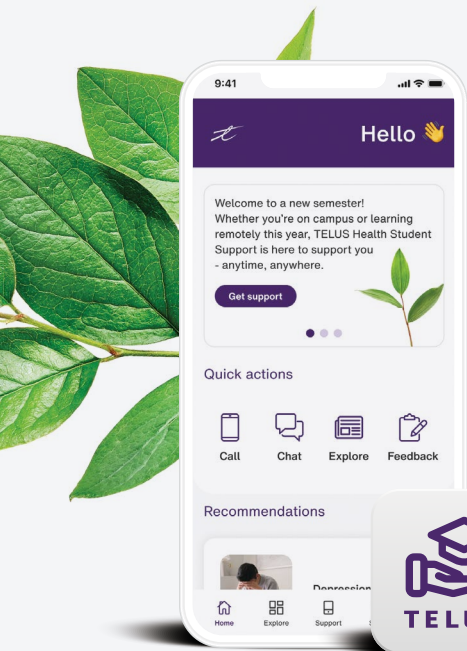 9:41
Hello 👋
Welcome to a new semester!
Whether you're on campus or learning
remotely this year, TELUS Health Student
Support is here to support you
- anytime, anywhere.
Get support
Quick actions
Call Chat Explore Feedback
Recommendations
Depression
Home Explore Support
TELU